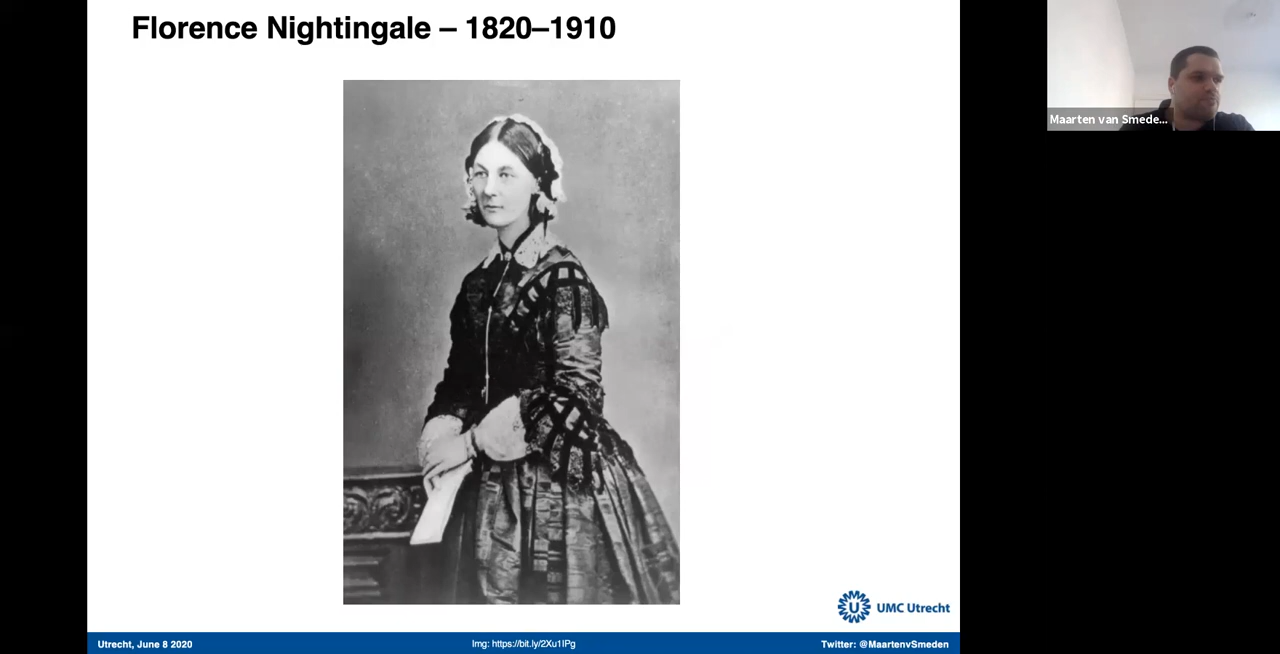 Florence Nightingale – 1820–1910
Maarten van Smede...
U
UMC Utrecht
Utrecht, June 8 2020
Img: https://bit.ly/2Xu1IPg
Twitter: @MaartenvSmeden